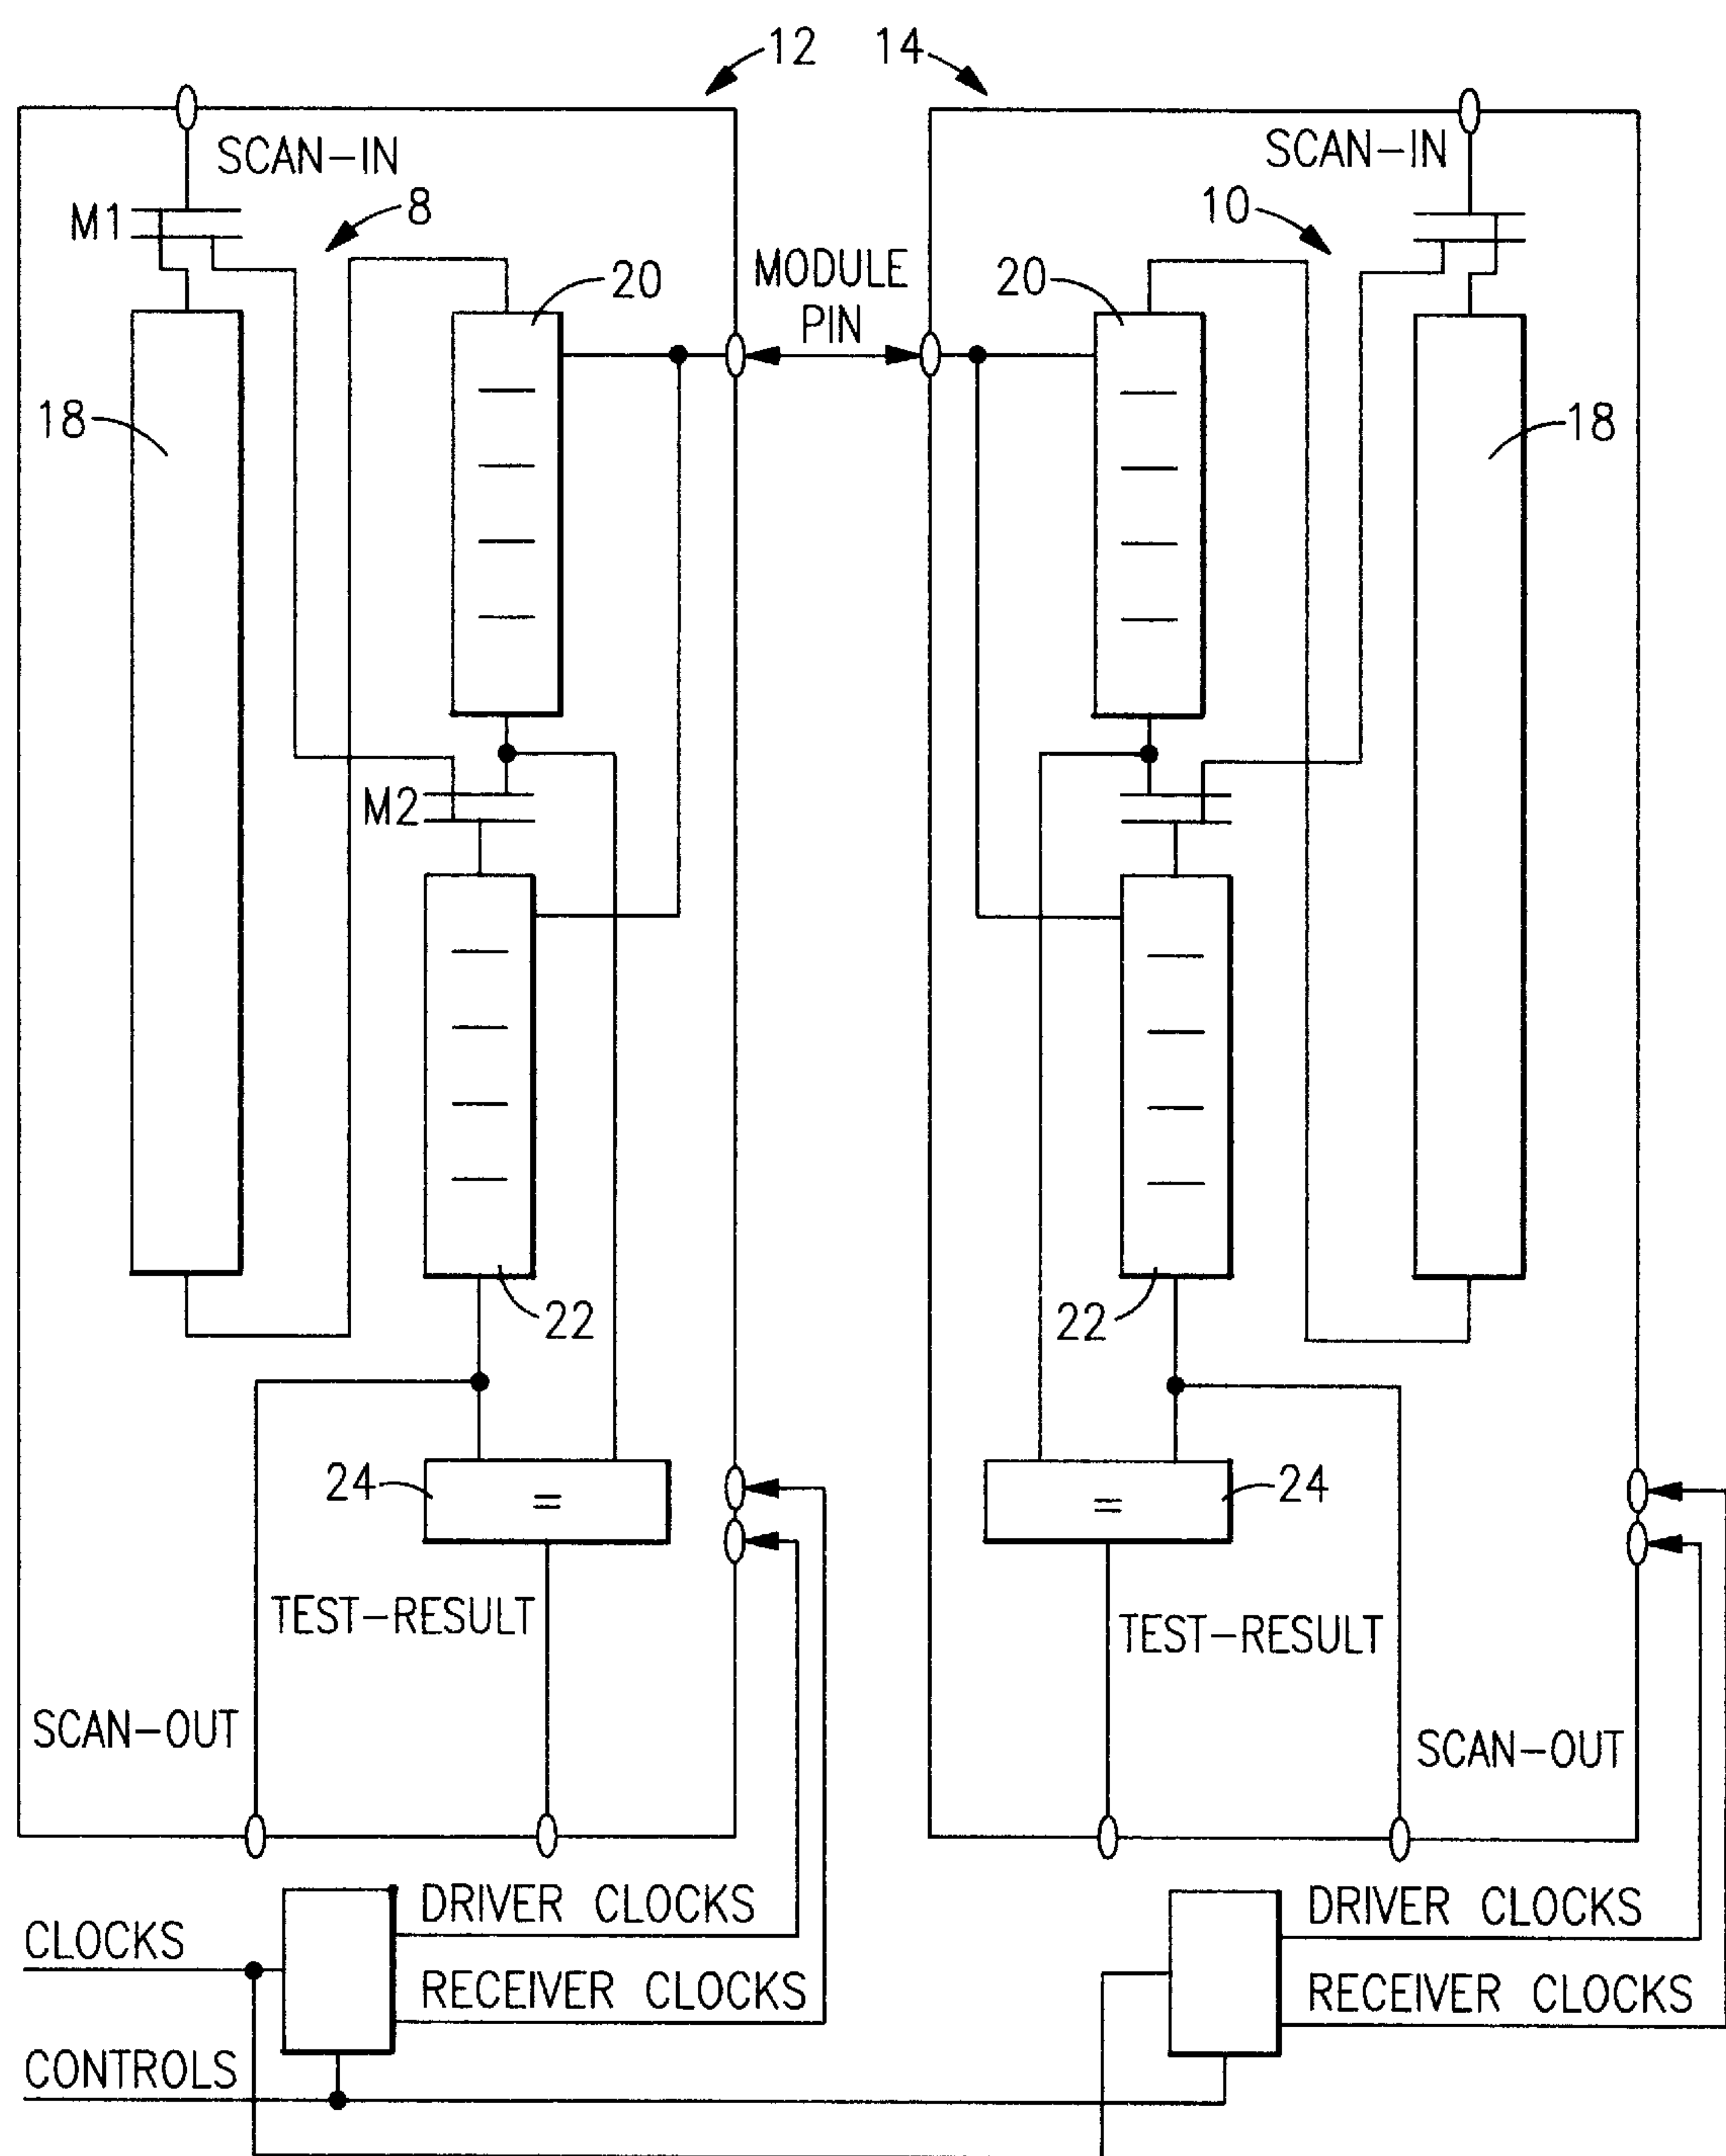 12 14
SCAN-IN SCAN-IN
M1 8 10
20 MODULE PIN 20
18 18
M2
22 22
24 = = 24
TEST-RESULT TEST-RESULT
SCAN-OUT SCAN-OUT
DRIVER CLOCKS DRIVER CLOCKS
CLOCKS
RECEIVER CLOCKS RECEIVER CLOCKS
CONTROLS